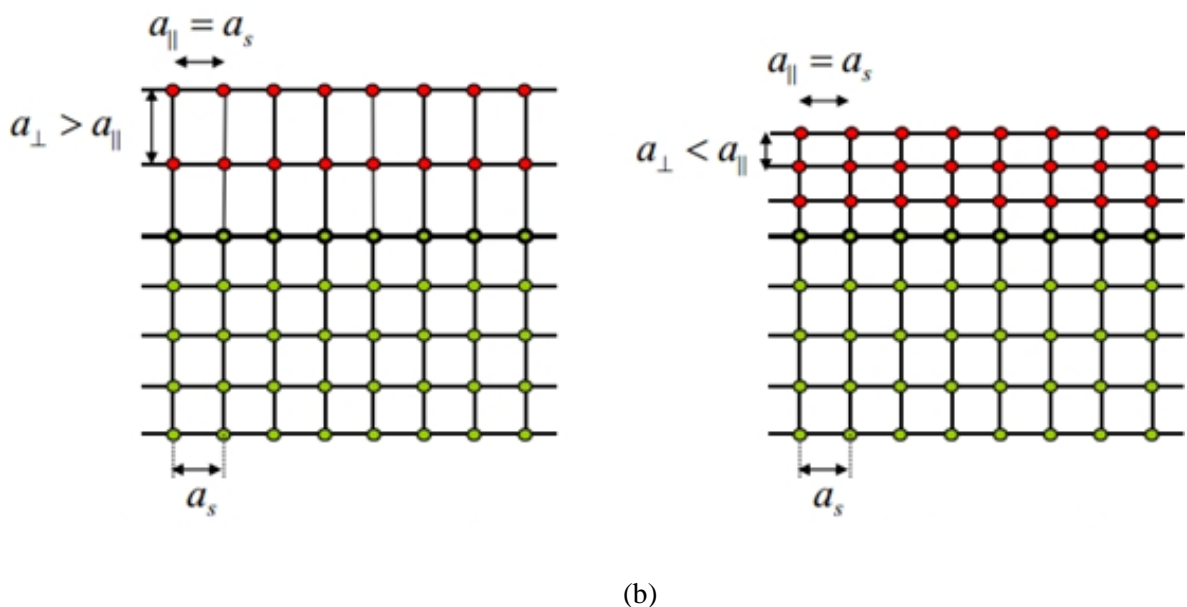 a∥ = as
a⊥ > a∥
as
a∥ = as
a⊥ < a∥
as
(b)